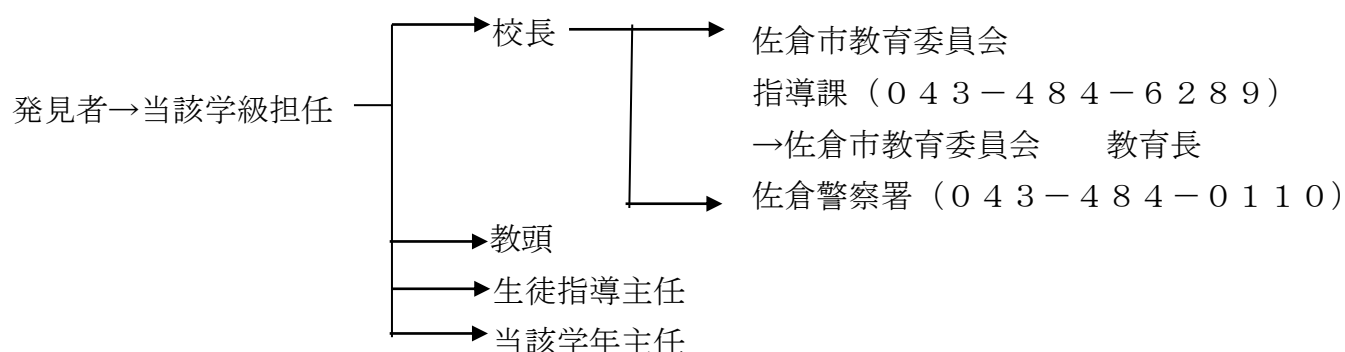 発見者→当該学級担任
校長
佐倉市教育委員会
指導課（０４３－４８４－６２８９）
→佐倉市教育委員会　　教育長
佐倉警察署（０４３－４８４－０１１０）
教頭
生徒指導主任
当該学年主任